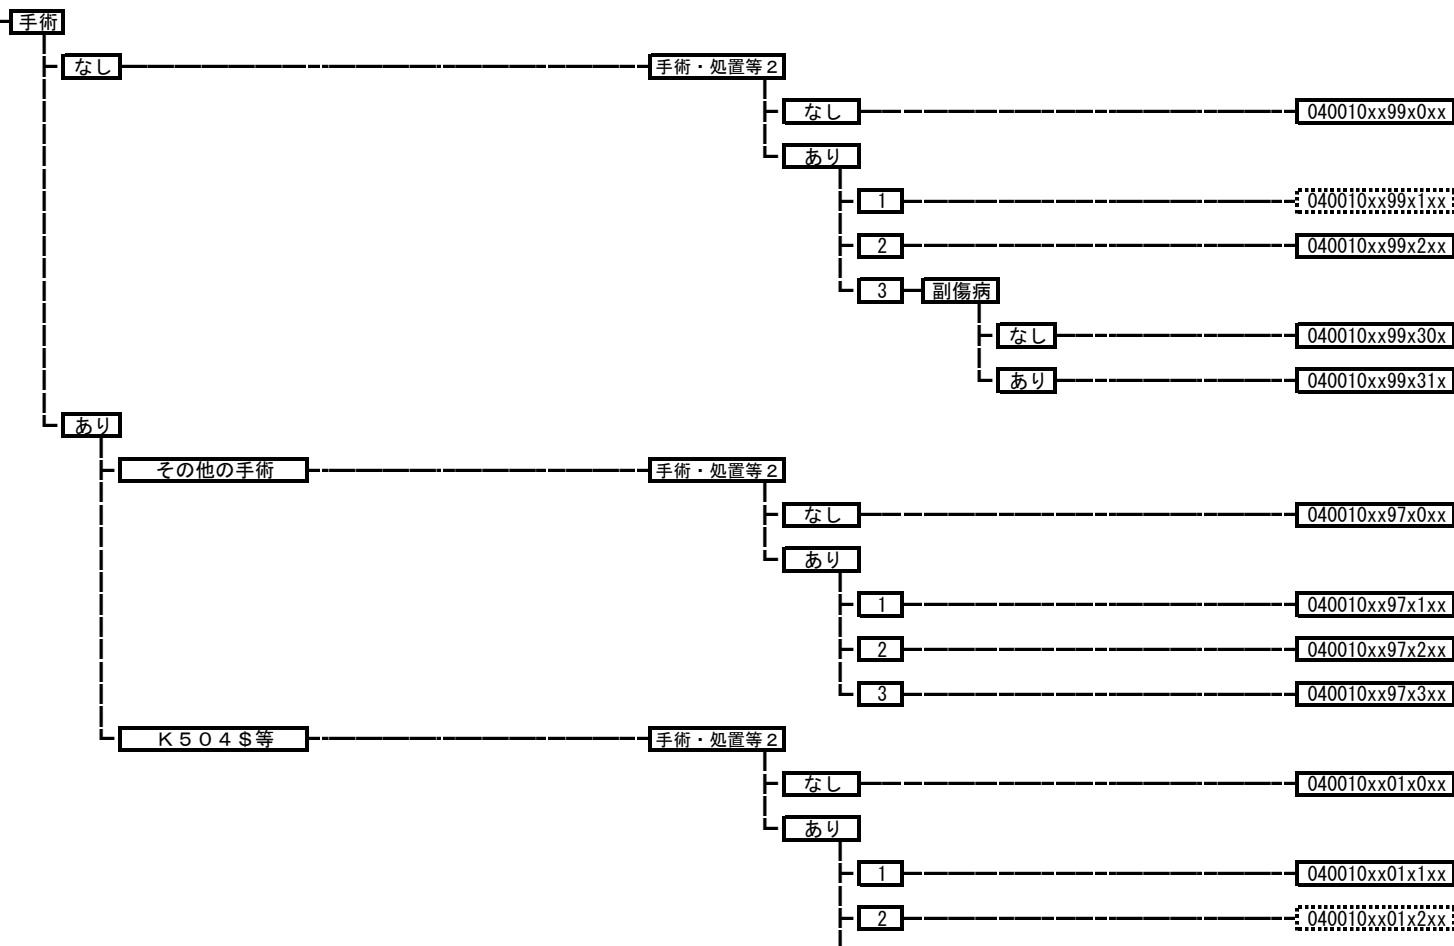 手術
なし 手術・処置等2
なし 040010xx99x0xx
あり
1 040010xx99x1xx
2 040010xx99x2xx
3 副傷病
なし 040010xx99x30x
あり 040010xx99x31x
あり
その他の手術 手術・処置等2
なし 040010xx97x0xx
あり
1 040010xx97x1xx
2 040010xx97x2xx
3 040010xx97x3xx
K504$等 手術・処置等2
なし 040010xx01x0xx
あり
1 040010xx01x1xx
2 040010xx01x2xx